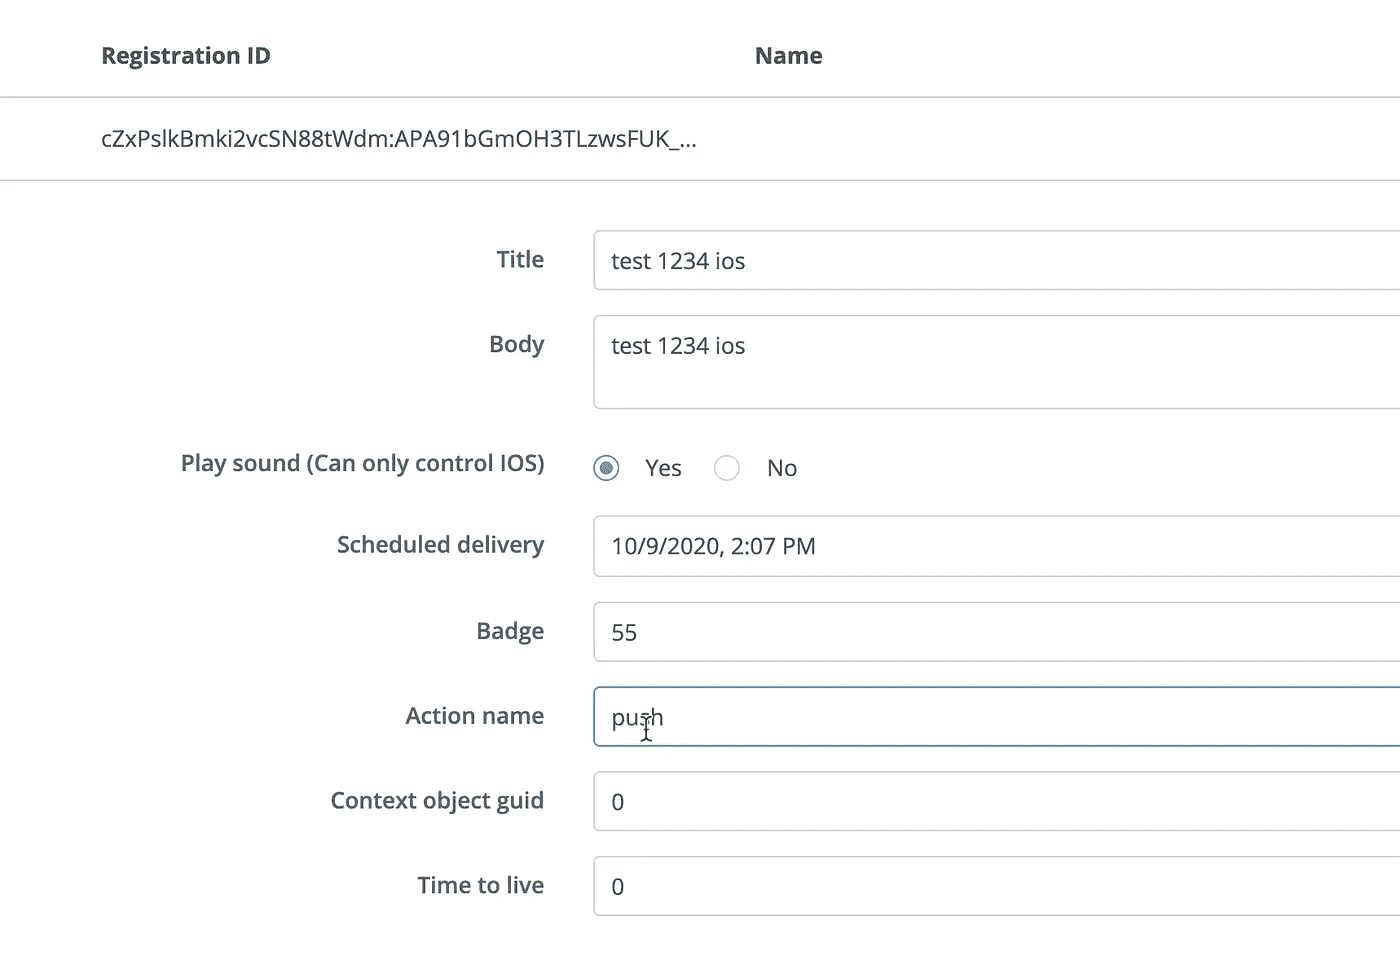 Registration ID Name
cZxPslkBmki2vcSN88tWdm:APA91bGmOH3TLzwsFUK_...
Title test 1234 ios
Body test 1234 ios
Play sound (Can only control IOS) Yes No
Scheduled delivery 10/9/2020, 2:07 PM
Badge 55
Action name push
Context object guid 0
Time to live 0